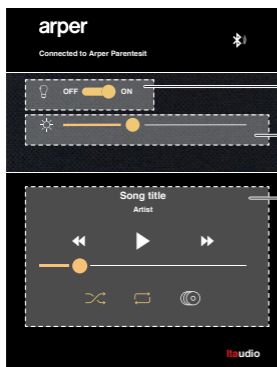 arper
Connected to Arper Parentesit
OFF ON
Song title
Artist
Itaudio